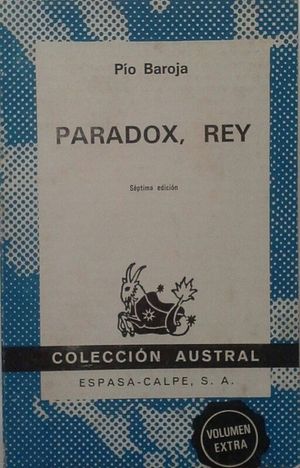 Pío Baroja
PARADOX, REY
Séptima edición
COLECCIÓN AUSTRAL
ESPASA-CALPE, S. A.
VOLUMEN
EXTRA